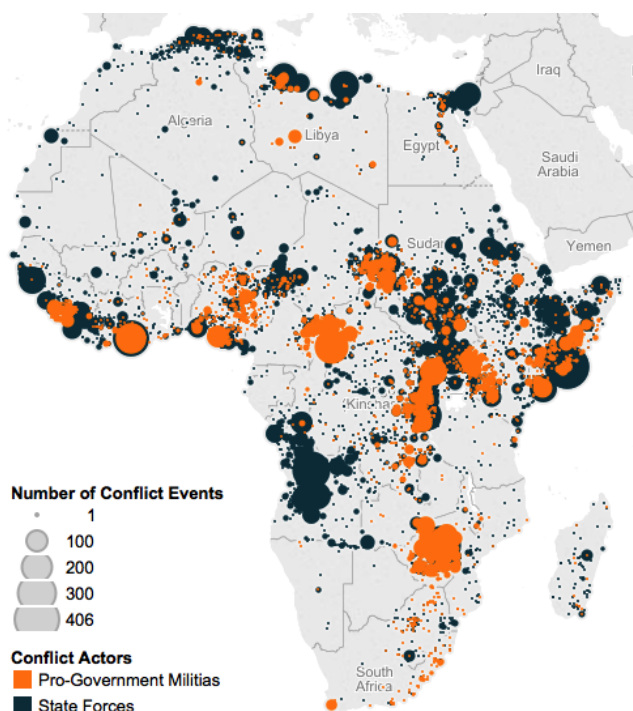 Iraq
Algeria
Libya
Egypt
Saudi
Arabia
Sudan
Yemen
Kinsha
South
Africa
Number of Conflict Events
1
100
200
300
406
Conflict Actors
Pro-Government Militias
State Forces